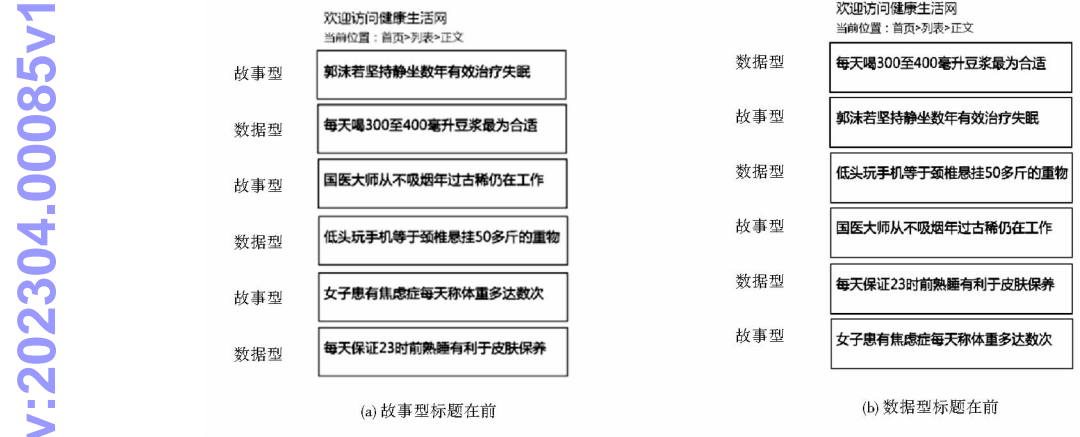 v:202304.00085v1
欢迎访问健康生活网
当前位置：首页>列表>正文
故事型
郭沫若坚持静坐数年有效治疗失眠
数据型
每天喝300至400毫升豆浆最为合适
故事型
国医大师从不吸烟年过古稀仍在工作
数据型
低头玩手机等于颈椎悬挂50多斤的重物
故事型
女子患有焦虑症每天称体重多达数次
数据型
每天保证23时前熟睡有利于皮肤保养
(a) 故事型标题在前
欢迎访问健康生活网
当前位置：首页>列表>正文
数据型
每天喝300至400毫升豆浆最为合适
故事型
郭沫若坚持静坐数年有效治疗失眠
数据型
低头玩手机等于颈椎悬挂50多斤的重物
故事型
国医大师从不吸烟年过古稀仍在工作
数据型
每天保证23时前熟睡有利于皮肤保养
故事型
女子患有焦虑症每天称体重多达数次
(b) 数据型标题在前